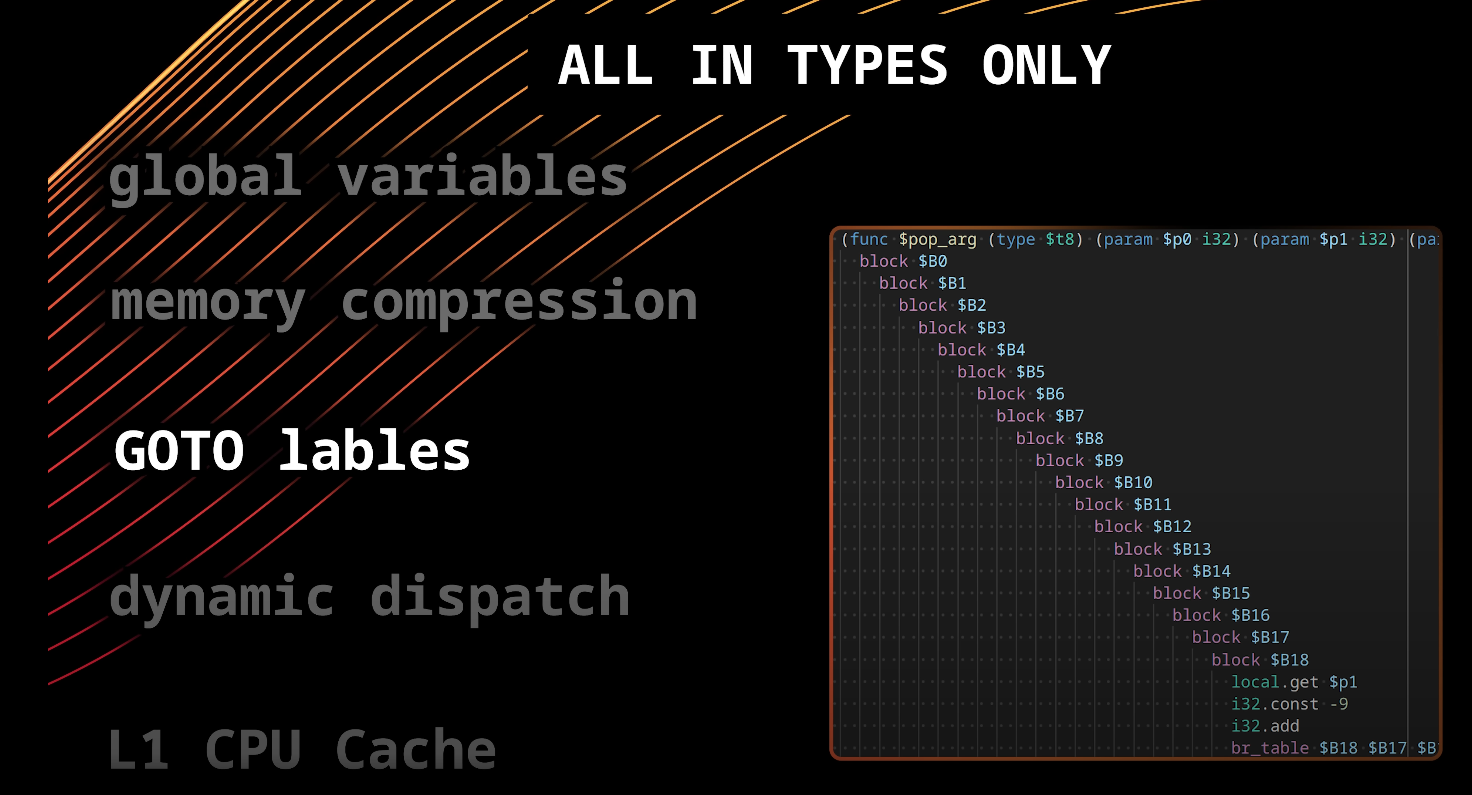 ALL IN TYPES ONLY
global variables
memory compression
GOTO lables
dynamic dispatch
L1 CPU Cache
(func $pop_arg (type $t8) (param $p0 i32) (param $p1 i32) (pa
block $B0
block $B1
block $B2
block $B3
block $B4
block $B5
block $B6
block $B7
block $B8
block $B9
block $B10
block $B11
block $B12
block $B13
block $B14
block $B15
block $B16
block $B17
block $B18
local.get $p1
i32.const -9
i32.add
br_table $B18 $B17 $B